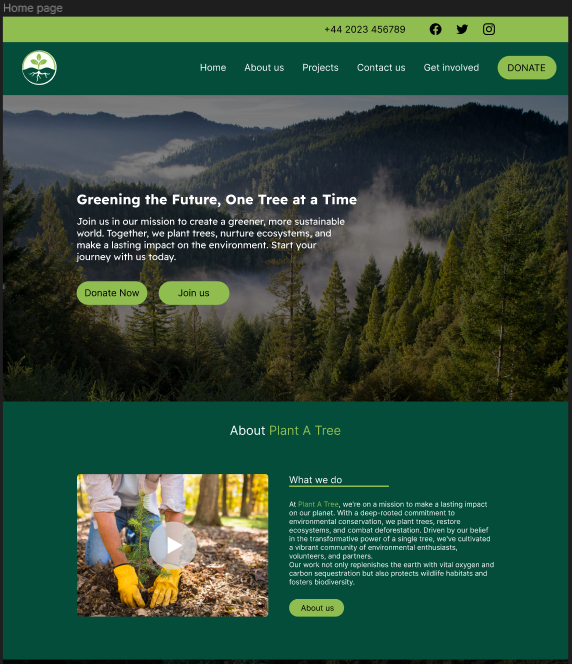 Home page
+44 2023 456789
Home About us Projects Contact us Get involved DONATE
Greening the Future, One Tree at a Time
Join us in our mission to create a greener, more sustainable
world. Together, we plant trees, nurture ecosystems, and
make a lasting impact on the environment. Start your
journey with us today.
Donate Now Join us
About Plant A Tree
What we do
At Plant A Tree, we're on a mission to make a lasting impact
on our planet. With a deep-rooted commitment to
environmental conservation, we plant trees, restore
ecosystems, and combat deforestation. Driven by our belief
in the transformative power of a single tree, we've cultivated
a vibrant community of environmental enthusiasts,
volunteers, and partners.
Our work not only replenishes the earth with vital oxygen and
carbon sequestration but also protects wildlife habitats and
fosters biodiversity.
About us